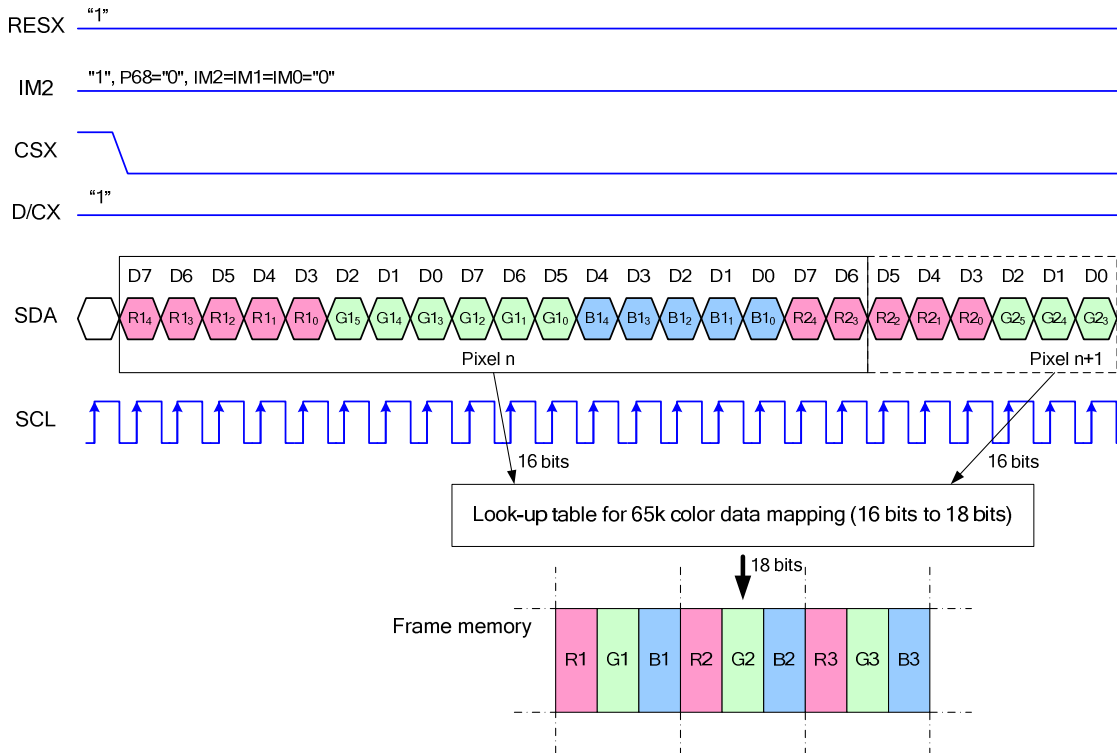 RESX "1"
IM2 "1", P68="0", IM2=IM1=IM0="0"
CSX
D/CX "1"
D7 D6 D5 D4 D3 D2 D1 D0 D7 D6 D5 D4 D3 D2 D1 D0 D7 D6 D5 D4 D3 D2 D1 D0
SDA R1₄ R1₃ R1₂ R1₁ R1₀ G1₅ G1₄ G1₃ G1₂ G1₁ G1₀ B1₄ B1₃ B1₂ B1₁ B1₀ R2₄ R2₃ R2₂ R2₁ R2₀ G2₅ G2₄ G2₃
Pixel n Pixel n+1
SCL
16 bits 16 bits
Look-up table for 65k color data mapping (16 bits to 18 bits)
18 bits
Frame memory
R1 G1 B1 R2 G2 B2 R3 G3 B3